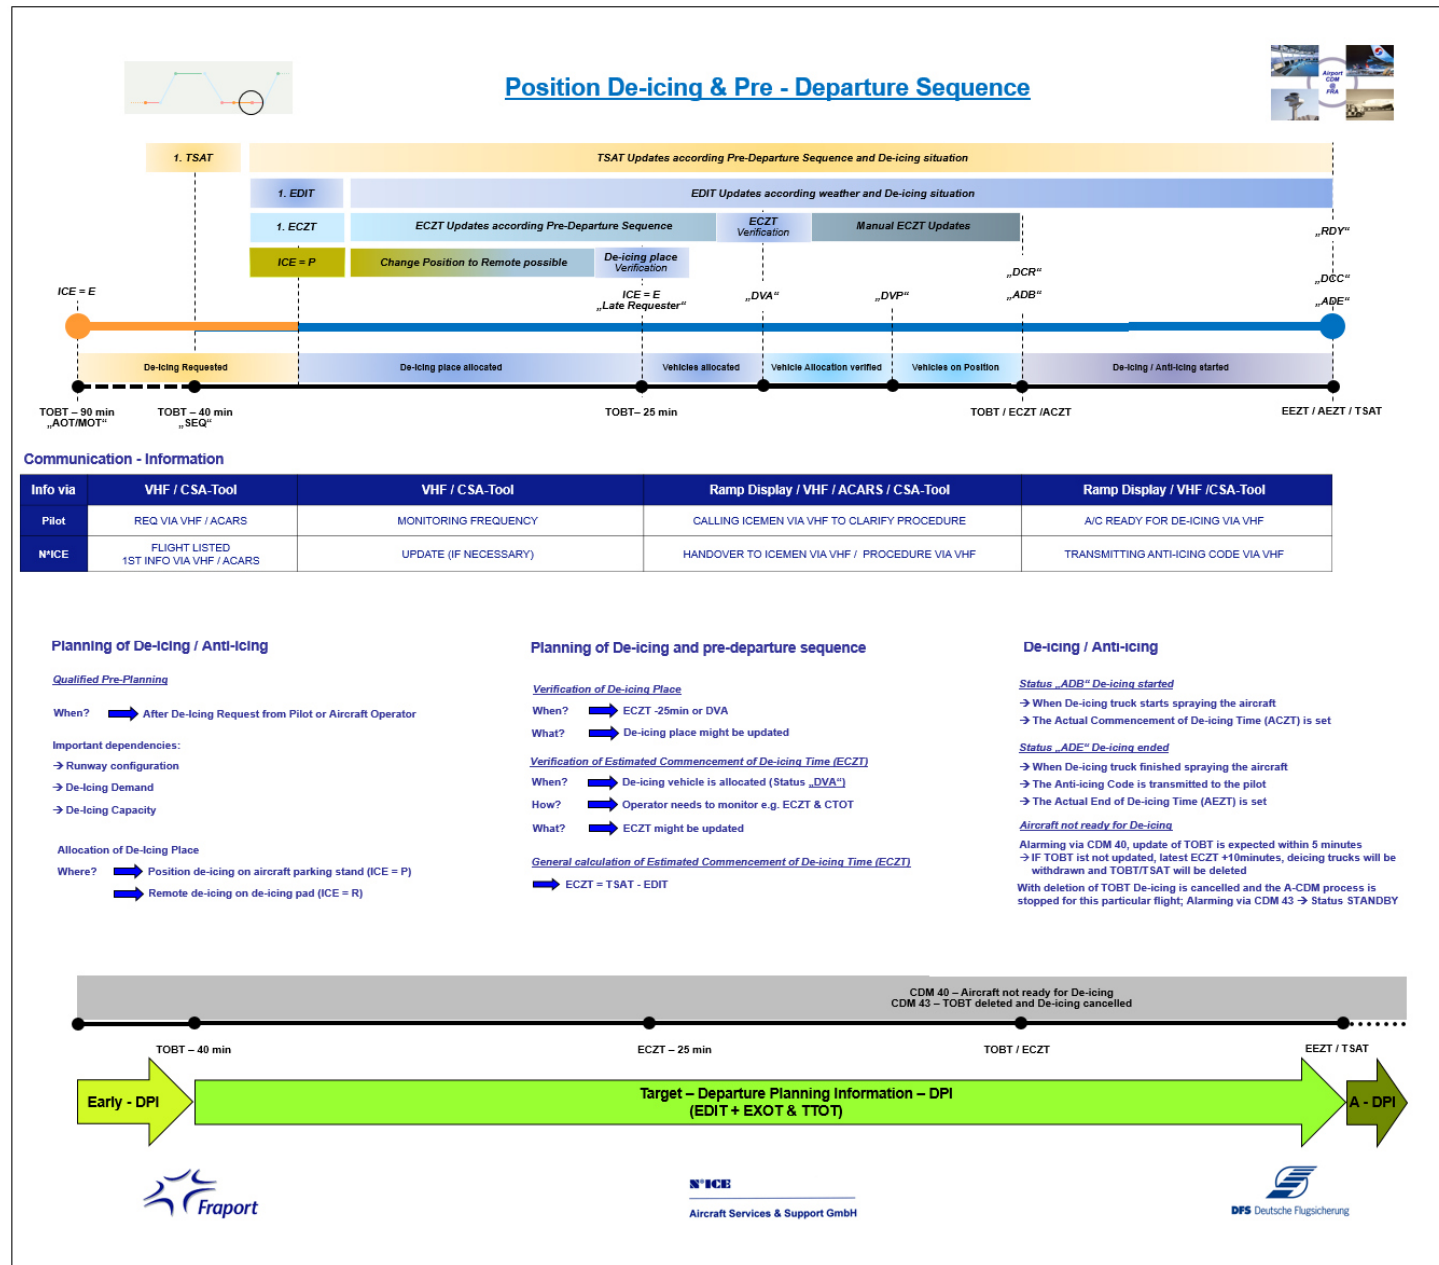 Position De-icing & Pre - Departure Sequence
Airport
CDM
@
FRA
1. TSAT
TSAT Updates according Pre-Departure Sequence and De-icing situation
1. EDIT
EDIT Updates according weather and De-icing situation
1. ECZT
ECZT Updates according Pre-Departure Sequence
ECZT
Verification
Manual ECZT Updates
ICE = P
Change Position to Remote possible
De-icing place
Verification
„RDY“
„DCR“
„DCC“
ICE = E
ICE = E
„Late Requester“
„DVA“
„DVP“
„ADB“
„ADE“
De-Icing Requested
De-icing place allocated
Vehicles allocated
Vehicle Allocation verified
Vehicles on Position
De-icing / Anti-icing started
TOBT – 90 min
„AOT/MOT“
TOBT – 40 min
„SEQ“
TOBT– 25 min
TOBT / ECZT /ACZT
EEZT / AEZT / TSAT
Communication - Information
Info via
VHF / CSA-Tool
VHF / CSA-Tool
Ramp Display / VHF / ACARS / CSA-Tool
Ramp Display / VHF /CSA-Tool
Pilot
REQ VIA VHF / ACARS
MONITORING FREQUENCY
CALLING ICEMEN VIA VHF TO CLARIFY PROCEDURE
A/C READY FOR DE-ICING VIA VHF
N*ICE
FLIGHT LISTED
1ST INFO VIA VHF / ACARS
UPDATE (IF NECESSARY)
HANDOVER TO ICEMEN VIA VHF / PROCEDURE VIA VHF
TRANSMITTING ANTI-ICING CODE VIA VHF
Planning of De-icing / Anti-icing
Qualified Pre-Planning
When? After De-Icing Request from Pilot or Aircraft Operator
Important dependencies:
→ Runway configuration
→ De-Icing Demand
→ De-Icing Capacity
Allocation of De-Icing Place
Where? Position de-icing on aircraft parking stand (ICE = P)
Remote de-icing on de-icing pad (ICE = R)
Planning of De-icing and pre-departure sequence
Verification of De-icing Place
When? ECZT -25min or DVA
What? De-icing place might be updated
Verification of Estimated Commencement of De-icing Time (ECZT)
When? De-icing vehicle is allocated (Status „DVA“)
How? Operator needs to monitor e.g. ECZT & CTOT
What? ECZT might be updated
General calculation of Estimated Commencement of De-icing Time (ECZT)
ECZT = TSAT - EDIT
De-icing / Anti-icing
Status „ADB“ De-icing started
→ When De-icing truck starts spraying the aircraft
→ The Actual Commencement of De-icing Time (ACZT) is set
Status „ADE“ De-icing ended
→ When De-icing truck finished spraying the aircraft
→ The Anti-icing Code is transmitted to the pilot
→ The Actual End of De-icing Time (AEZT) is set
Aircraft not ready for De-icing
Alarming via CDM 40, update of TOBT is expected within 5 minutes
→ IF TOBT ist not updated, latest ECZT +10minutes, deicing trucks will be
withdrawn and TOBT/TSAT will be deleted
With deletion of TOBT De-icing is cancelled and the A-CDM process is
stopped for this particular flight; Alarming via CDM 43 → Status STANDBY
CDM 40 – Aircraft not ready for De-icing
CDM 43 – TOBT deleted and De-icing cancelled
TOBT – 40 min
ECZT – 25 min
TOBT / ECZT
EEZT / TSAT
Early - DPI
Target – Departure Planning Information – DPI
(EDIT + EXOT & TTOT)
A - DPI
Fraport
N*ICE
Aircraft Services & Support GmbH
DFS Deutsche Flugsicherung